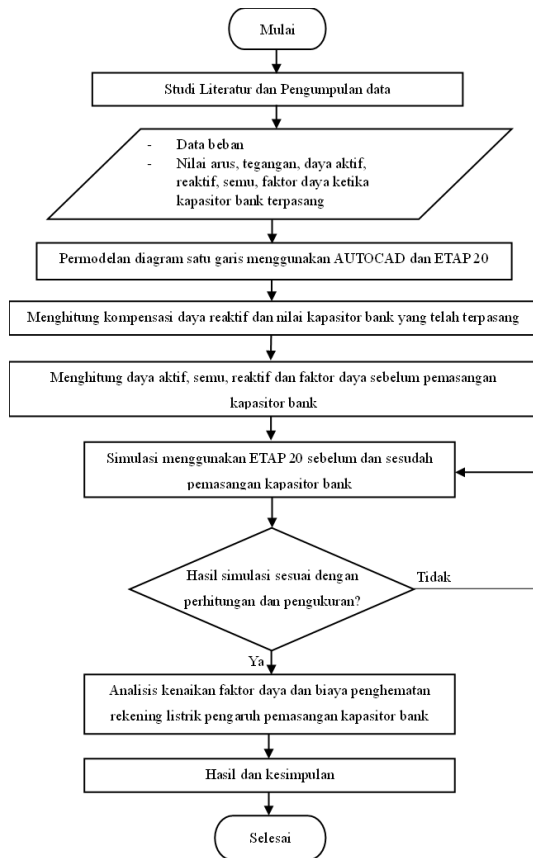 Mulai
Studi Literatur dan Pengumpulan data
- Data beban
- Nilai arus, tegangan, daya aktif,
reaktif, semu, faktor daya ketika
kapasitor bank terpasang
Permodelan diagram satu garis menggunakan AUTOCAD dan ETAP 20
Menghitung kompensasi daya reaktif dan nilai kapasitor bank yang telah terpasang
Menghitung daya aktif, semu, reaktif dan faktor daya sebelum pemasangan
kapasitor bank
Simulasi menggunakan ETAP 20 sebelum dan sesudah
pemasangan kapasitor bank
Hasil simulasi sesuai dengan
perhitungan dan pengukuran?
Tidak
Ya
Analisis kenaikan faktor daya dan biaya penghematan
rekening listrik pengaruh pemasangan kapasitor bank
Hasil dan kesimpulan
Selesai